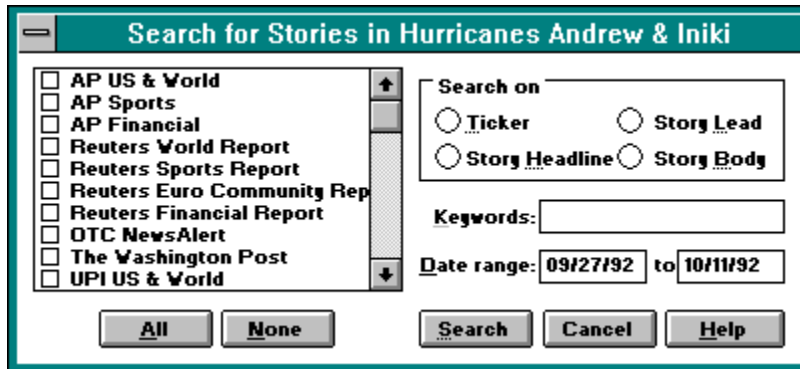 Search for Stories in Hurricanes Andrew & Iniki
AP US & World
AP Sports
AP Financial
Reuters World Report
Reuters Sports Report
Reuters Euro Community Rep
Reuters Financial Report
OTC NewsAlert
The Washington Post
UPI US & World
All None
Search on
Ticker Story Lead
Story Headline Story Body
Keywords:
Date range: 09/27/92 to 10/11/92
Search Cancel Help